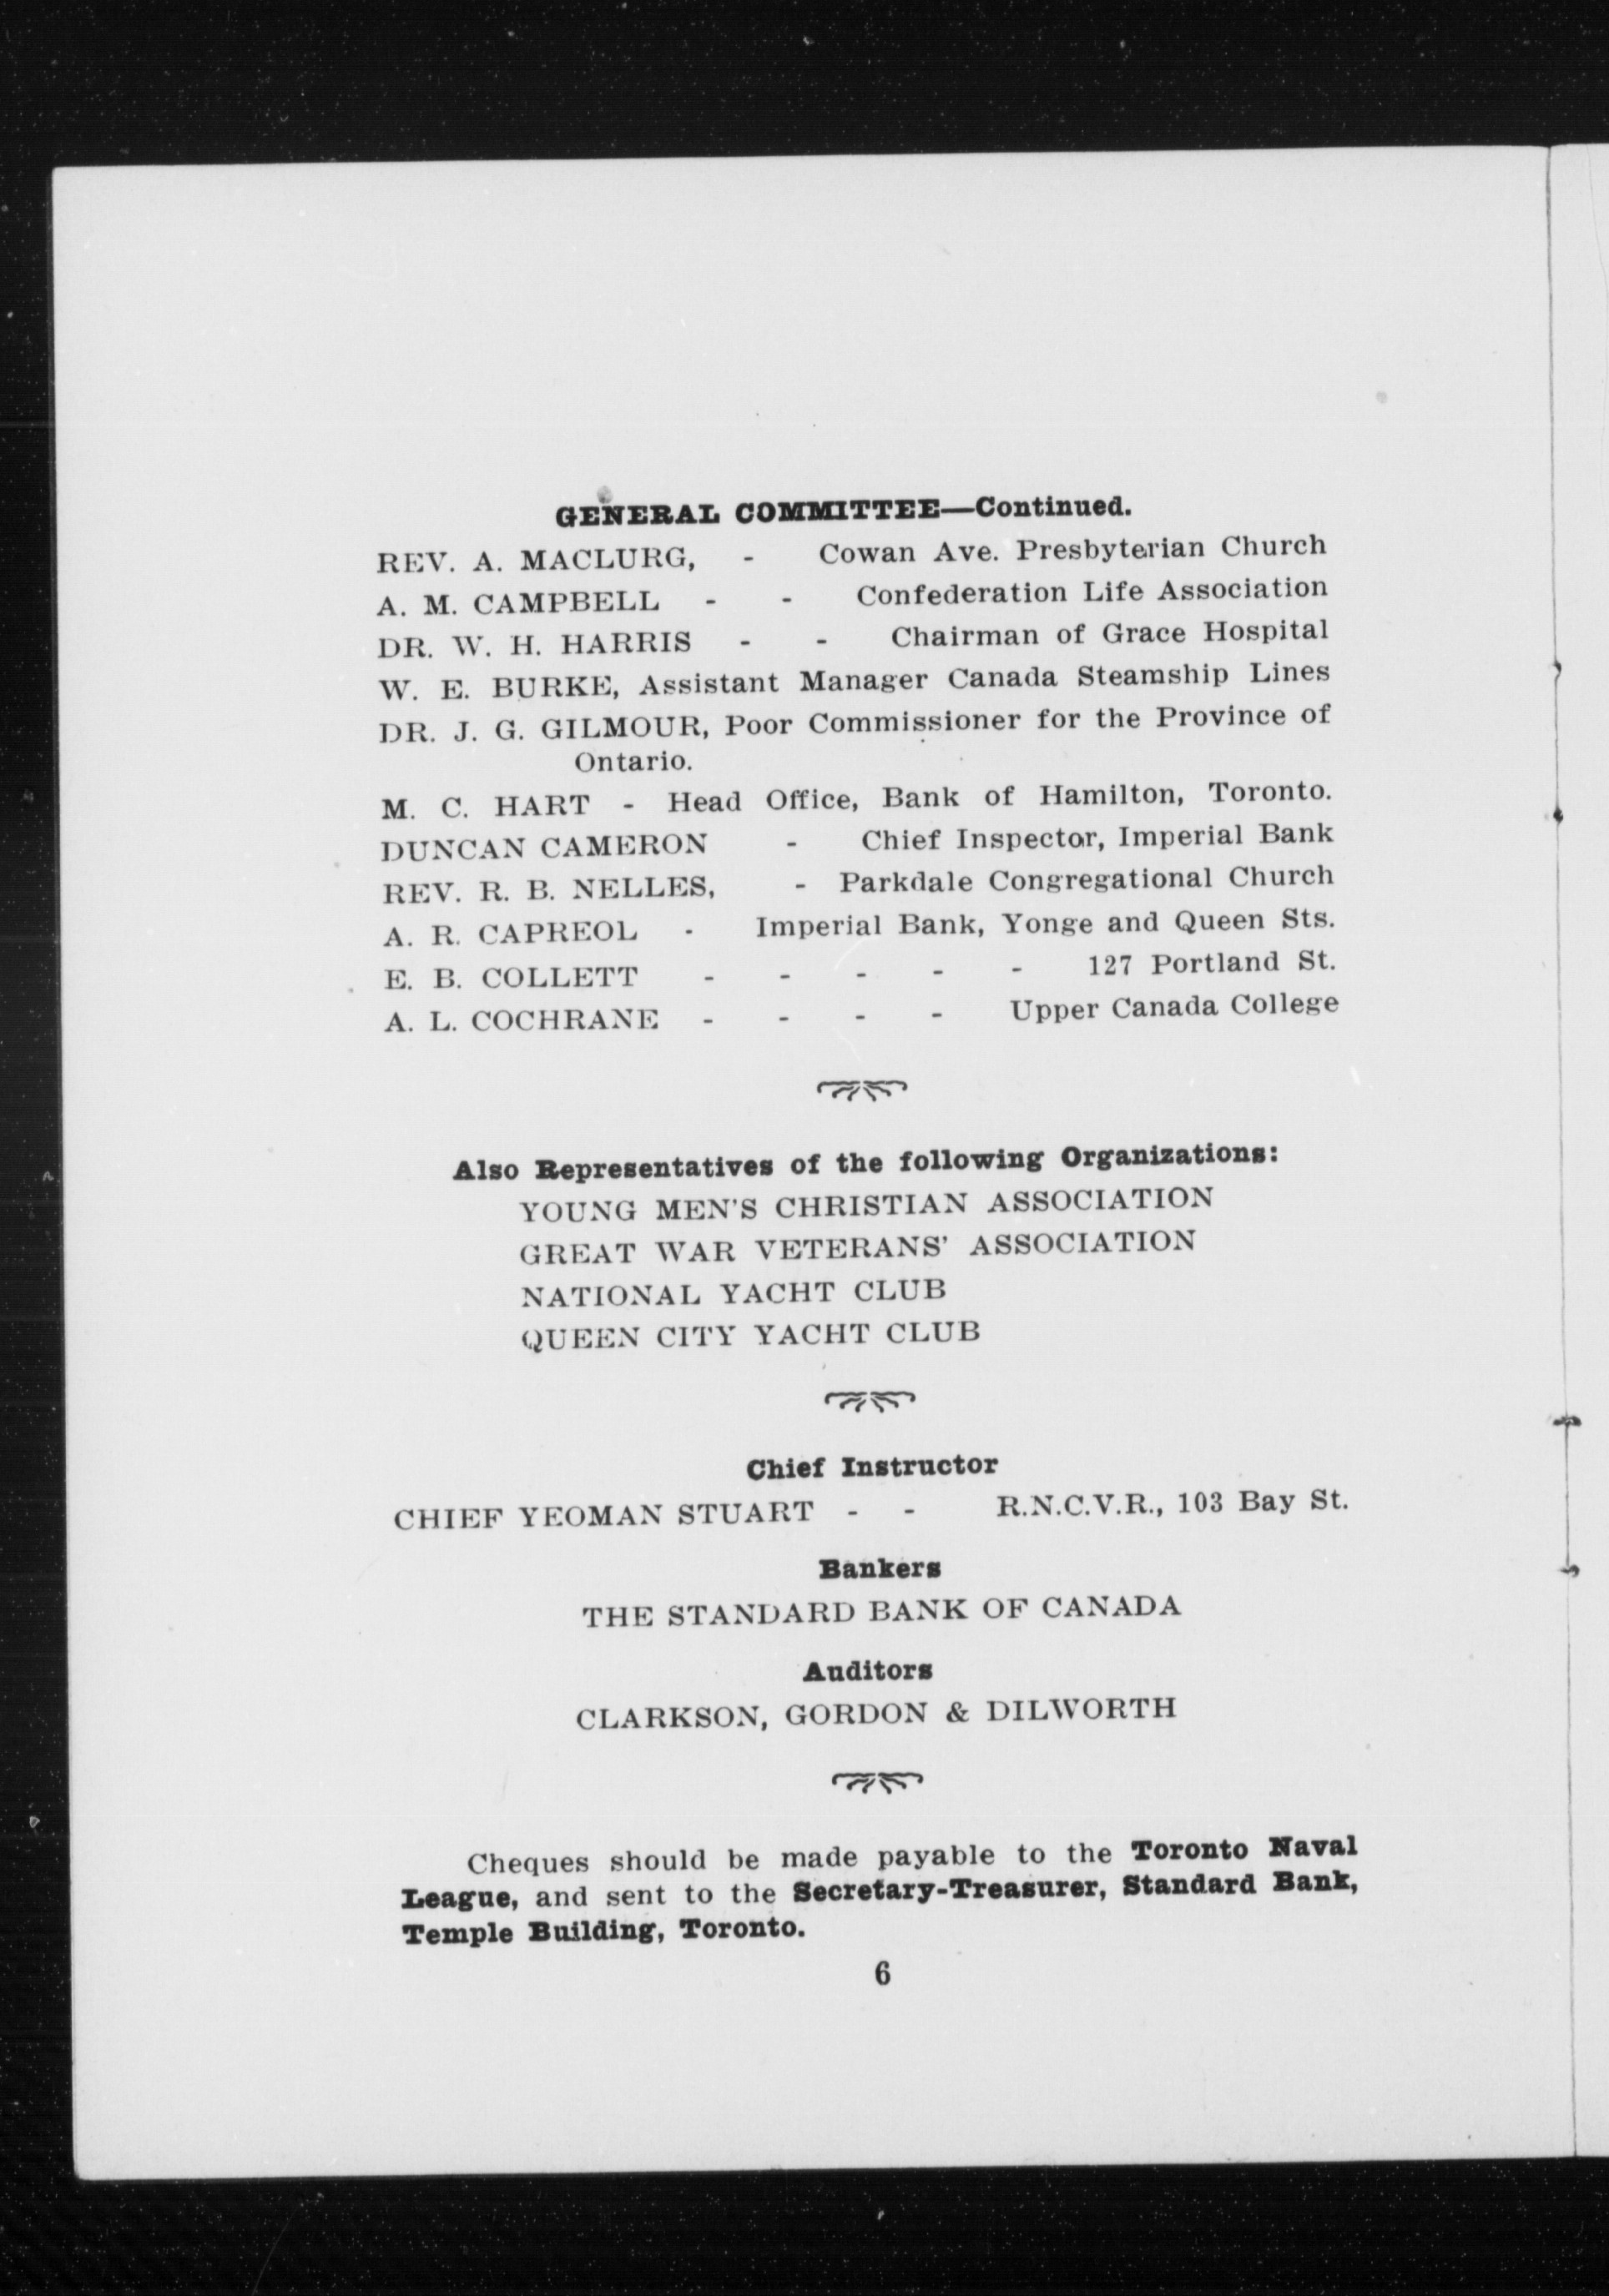 GENERAL COMMITTEE—Continued.
REV. A. MACLURG, - Cowan Ave. Presbyterian Church
A. M. CAMPBELL - - Confederation Life Association
DR. W. H. HARRIS - - Chairman of Grace Hospital
W. E. BURKE, Assistant Manager Canada Steamship Lines
DR. J. G. GILMOUR, Poor Commissioner for the Province of
Ontario.
M. C. HART - Head Office, Bank of Hamilton, Toronto.
DUNCAN CAMERON - Chief Inspector, Imperial Bank
REV. R. B. NELLES, - Parkdale Congregational Church
A. R. CAPREOL - Imperial Bank, Yonge and Queen Sts.
E. B. COLLETT - - - - - 127 Portland St.
A. L. COCHRANE - - - - Upper Canada College
Also Representatives of the following Organizations:
YOUNG MEN'S CHRISTIAN ASSOCIATION
GREAT WAR VETERANS' ASSOCIATION
NATIONAL YACHT CLUB
QUEEN CITY YACHT CLUB
Chief Instructor
CHIEF YEOMAN STUART - - R.N.C.V.R., 103 Bay St.
Bankers
THE STANDARD BANK OF CANADA
Auditors
CLARKSON, GORDON & DILWORTH
Cheques should be made payable to the Toronto Naval
League, and sent to the Secretary-Treasurer, Standard Bank,
Temple Building, Toronto.
6